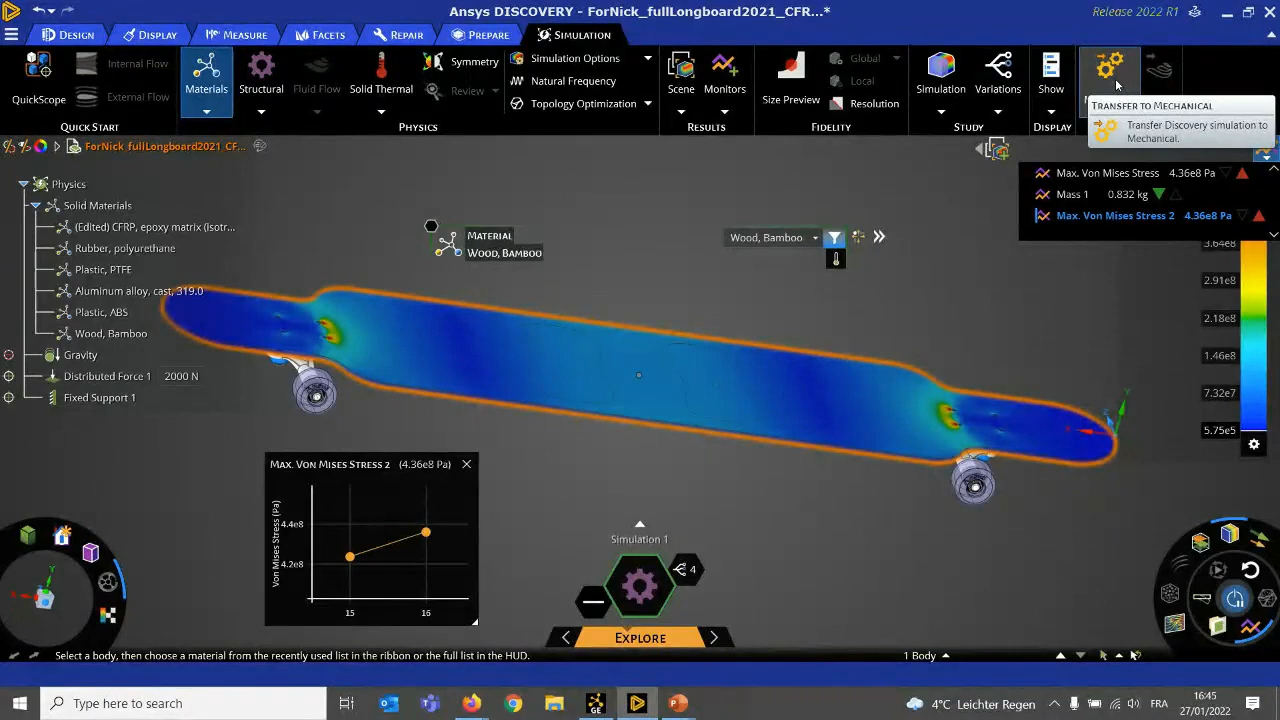 Ansys DISCOVERY – ForNick_fullLongboard2021_CFR...*
Release 2022 R1
DESIGN
DISPLAY
MEASURE
FACETS
REPAIR
PREPARE
SIMULATION
QuickScope
Internal Flow
External Flow
QUICK START
Materials
Structural
Fluid Flow
Solid Thermal
Symmetry
Review
PHYSICS
Simulation Options
Natural Frequency
Topology Optimization
Scene
Monitors
RESULTS
Size Preview
Global
Local
Resolution
FIDELITY
Simulation
Variations
STUDY
Show
DISPLAY
TRANSFER TO MECHANICAL
Transfer Discovery simulation to
Mechanical.
ForNick_fullLongboard2021_CF...
Physics
Solid Materials
(Edited) CFRP, epoxy matrix (isotr...
Rubber, polyurethane
Plastic, PTFE
Aluminum alloy, cast, 319.0
Plastic, ABS
Wood, Bamboo
Gravity
Distributed Force 1 2000 N
Fixed Support 1
MATERIAL
WOOD, BAMBOO
Wood, Bamboo
Max. Von Mises Stress 4.36e8 Pa
Mass 1 0.832 kg
Max. Von Mises Stress 2 4.36e8 Pa
3.64e8
2.91e8
2.18e8
1.46e8
7.32e7
5.75e5
MAX. VON MISES STRESS 2 (4.36e8 Pa)
Von Mises Stress (Pa)
4.4e8
4.2e8
15 16
Simulation 1
4
EXPLORE
Y
Y
Select a body, then choose a material from the recently used list in the ribbon or the full list in the HUD.
1 Body
Type here to search
GE
4°C Leichter Regen
FRA
16:45
27/01/2022